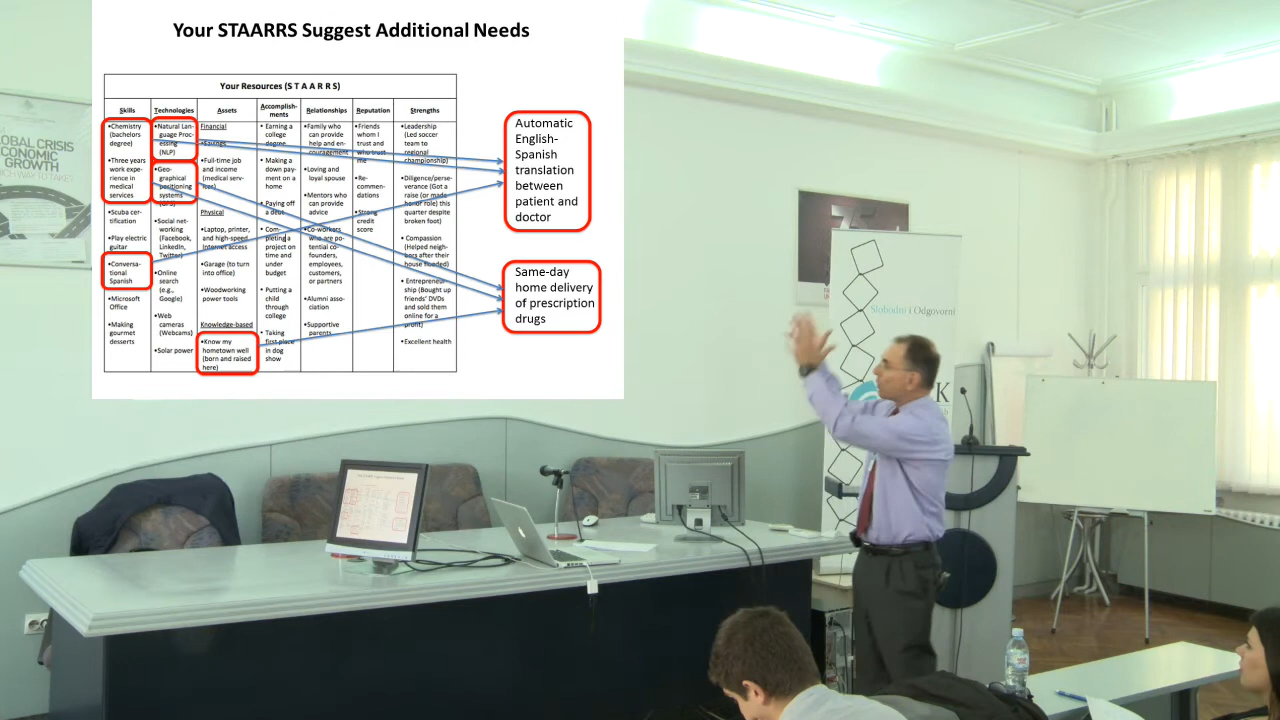 Your STAARRS Suggest Additional Needs
Your Resources (S T A A R R S)
Skills
Technologies
Assets
Accomplish-
ments
Relationships
Reputation
Strengths
•Chemistry
(bachelors
degree)
•Three years
work expe-
rience in
medical
services
•Scuba cer-
tification
•Play electric
guitar
•Conversa-
tional
Spanish
•Microsoft
Office
•Making
gourmet
desserts
•Natural Lan-
guage Proc-
essing
(NLP)
•Geo-
graphical
positioning
systems
(GPS)
•Social net-
working
(Facebook,
LinkedIn,
Twitter)
•Online
search
(e.g.,
Google)
•Web
cameras
(Webcams)
•Solar power
Financial
•Savings
•Full-time job
and income
(medical serv-
ices)
Physical
•Laptop, printer,
and high-speed
Internet access
•Garage (to turn
into office)
•Woodworking
power tools
Knowledge-based
•Know my
hometown well
(born and raised
here)
• Earning a
college
degree
• Making a
down pay-
ment on a
home
• Paying off
a debt
• Com-
pleting a
project on
time and
under
budget
• Putting a
child
through
college
• Taking
first-place
in dog
show
•Family who
can provide
help and en-
couragement
•Loving and
loyal spouse
•Mentors who
can provide
advice
•Co-workers
who are po-
tential co-
founders,
employees,
customers,
or partners
•Alumni asso-
ciation
•Supportive
parents
•Friends
whom I
trust and
who trust
me
•Re-
commen-
dations
•Strong
credit
score
•Leadership
(Led soccer
team to
regional
championship)
•Diligence/perse-
verance (Got a
raise (or made
honor role) this
quarter despite
broken foot)
• Compassion
(Helped neigh-
bors after their
house flooded)
• Entrepreneur-
ship (Bought up
friends' DVDs
and sold them
online for a
profit)
•Excellent health
Automatic
English-
Spanish
translation
between
patient and
doctor
Same-day
home delivery
of prescription
drugs
GLOBAL CRISIS
ECONOMIC
GROWTH
WHICH WAY TO TAKE?
Slobodni i Odgovorni
K